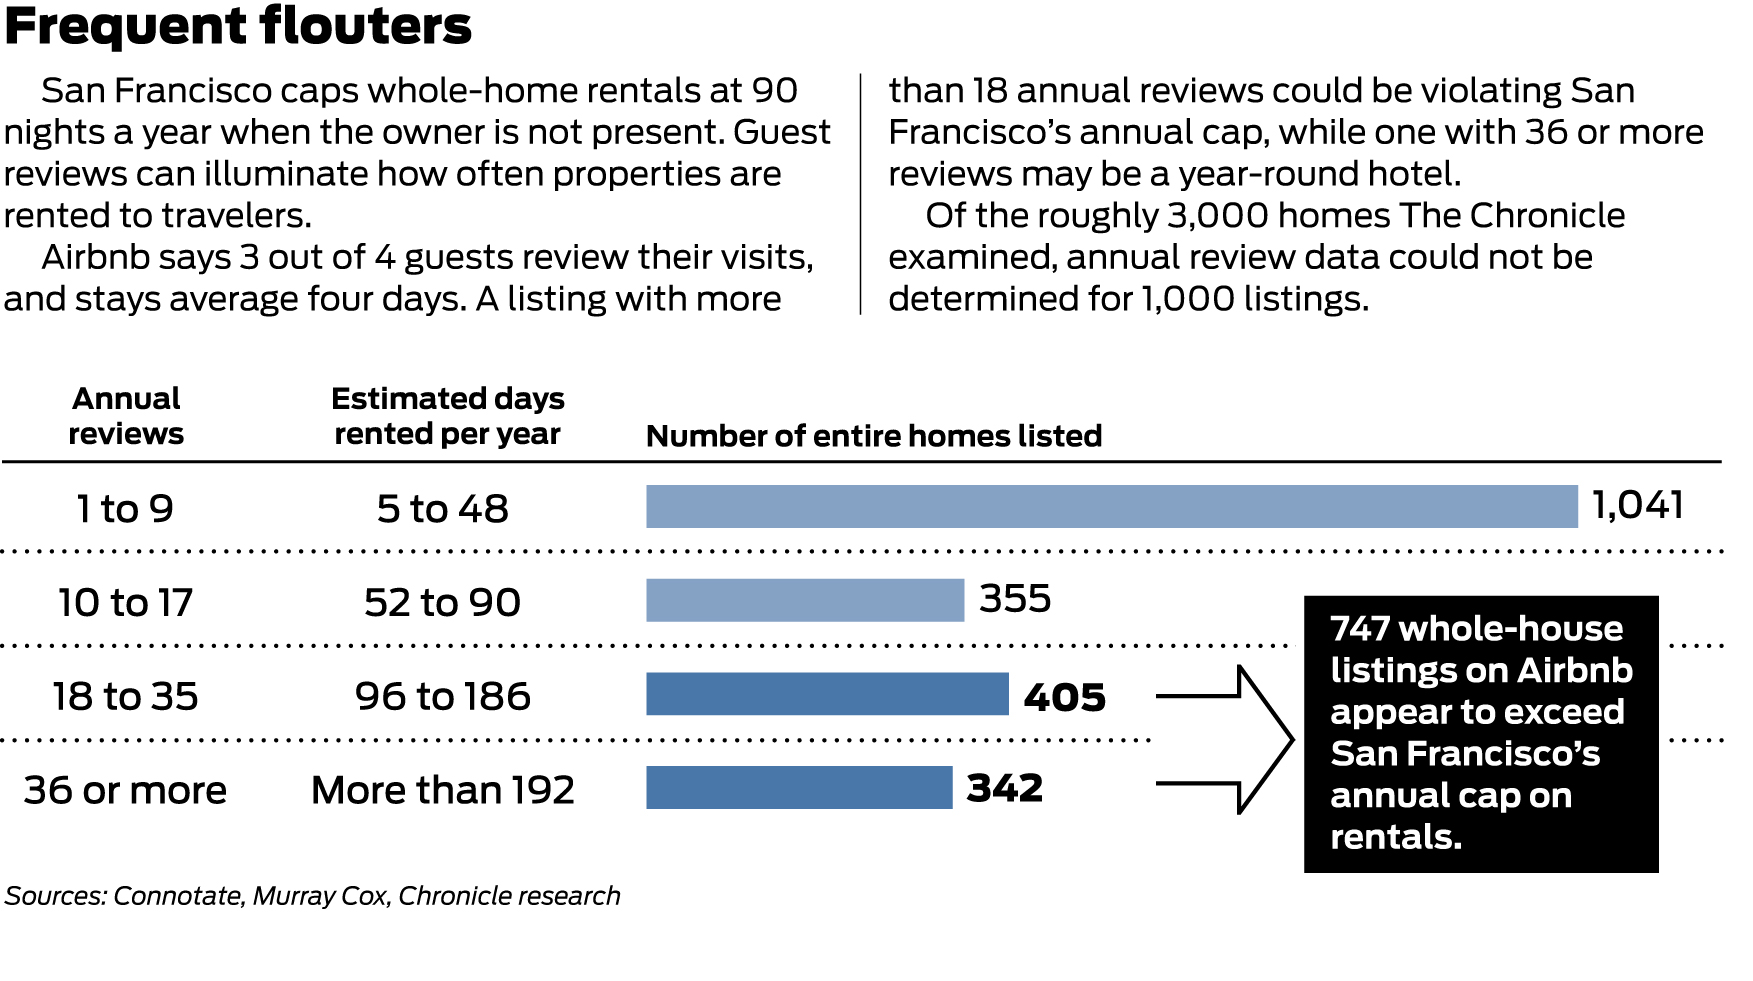 Frequent flouters
San Francisco caps whole-home rentals at 90
nights a year when the owner is not present. Guest
reviews can illuminate how often properties are
rented to travelers.
Airbnb says 3 out of 4 guests review their visits,
and stays average four days. A listing with more
than 18 annual reviews could be violating San
Francisco’s annual cap, while one with 36 or more
reviews may be a year-round hotel.
Of the roughly 3,000 homes The Chronicle
examined, annual review data could not be
determined for 1,000 listings.
Annual
reviews
Estimated days
rented per year
Number of entire homes listed
1 to 9
5 to 48
1,041
10 to 17
52 to 90
355
18 to 35
96 to 186
405
36 or more
More than 192
342
747 whole-house
listings on Airbnb
appear to exceed
San Francisco’s
annual cap on
rentals.
Sources: Connotate, Murray Cox, Chronicle research